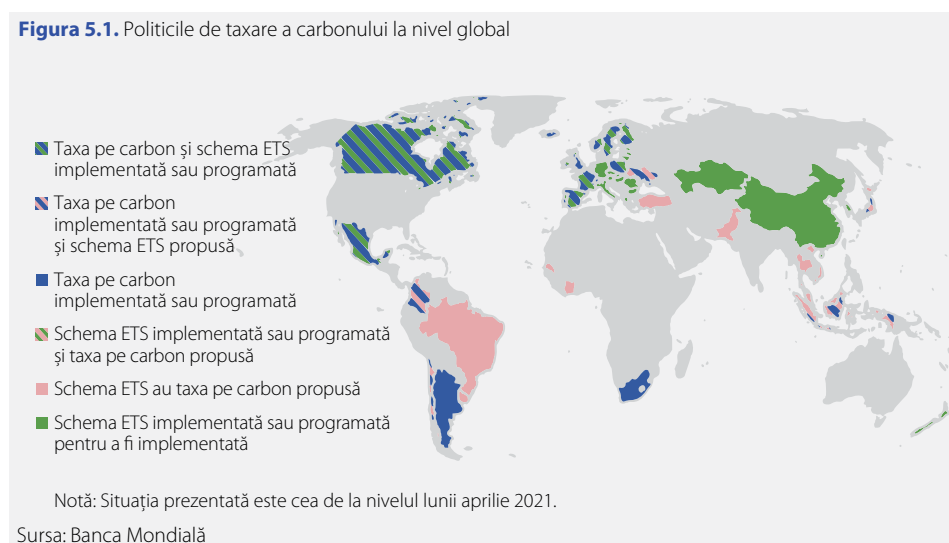 Figura 5.1. Politicile de taxare a carbonului la nivel global
Taxa pe carbon și schema ETS
implementată sau programată
Taxa pe carbon
implementată sau programată
și schema ETS propusă
Taxa pe carbon
implementată sau programată
Schema ETS implementată sau programată
și taxa pe carbon propusă
Schema ETS au taxa pe carbon propusă
Schema ETS implementată sau programată
pentru a fi implementată
Notă: Situația prezentată este cea de la nivelul lunii aprilie 2021.
Sursa: Banca Mondială